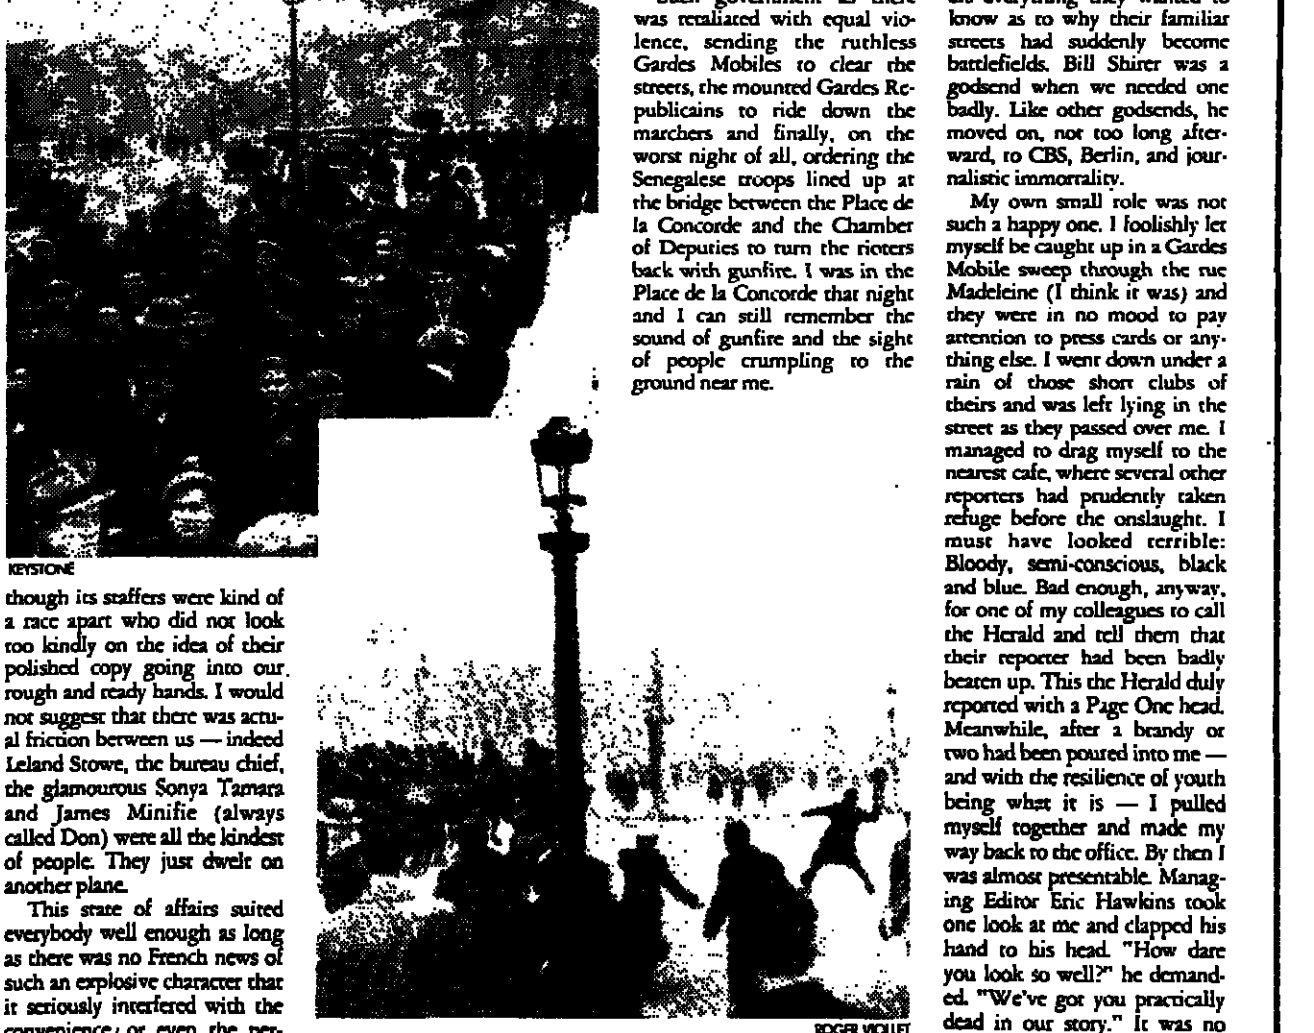 KEYSTONE
though its staffers were kind of
a race apart who did not look
too kindly on the idea of their
polished copy going into our
rough and ready hands. I would
not suggest that there was actu-
al friction between us — indeed
Leland Stowe, the bureau chief,
the glamourous Sonya Tamara
and James Minifie (always
called Don) were all the kindest
of people. They just dwelt on
another plane.
This state of affairs suited
everybody well enough as long
as there was no French news of
such an explosive character that
it seriously interfered with the
convenience, or even the per-
was retaliated with equal vio-
lence, sending the ruthless
Gardes Mobiles to clear the
streets, the mounted Gardes Re-
publicains to ride down the
marchers and finally, on the
worst night of all, ordering the
Senegalese troops lined up at
the bridge between the Place de
la Concorde and the Chamber
of Deputies to turn the rioters
back with gunfire. I was in the
Place de la Concorde that night
and I can still remember the
sound of gunfire and the sight
of people crumpling to the
ground near me.
ROGER VIOLLET
everything they wanted to
know as to why their familiar
streets had suddenly become
battlefields. Bill Shirer was a
godsend when we needed one
badly. Like other godsends, he
moved on, not too long after-
ward, to CBS, Berlin, and jour-
nalistic immortality.
My own small role was not
such a happy one. I foolishly let
myself be caught up in a Gardes
Mobile sweep through the rue
Madeleine (I think it was) and
they were in no mood to pay
attention to press cards or any-
thing else. I went down under a
rain of those short clubs of
theirs and was left lying in the
street as they passed over me. I
managed to drag myself to the
nearest cafe, where several other
reporters had prudently taken
refuge before the onslaught. I
must have looked terrible:
Bloody, semi-conscious, black
and blue. Bad enough, anyway,
for one of my colleagues to call
the Herald and tell them that
their reporter had been badly
beaten up. This the Herald duly
reported with a Page One head.
Meanwhile, after a brandy or
two had been poured into me —
and with the resilience of youth
being what it is — I pulled
myself together and made my
way back to the office. By then I
was almost presentable. Manag-
ing Editor Eric Hawkins took
one look at me and clapped his
hand to his head. "How dare
you look so well?" he demand-
ed. "We've got you practically
dead in our story." It was no